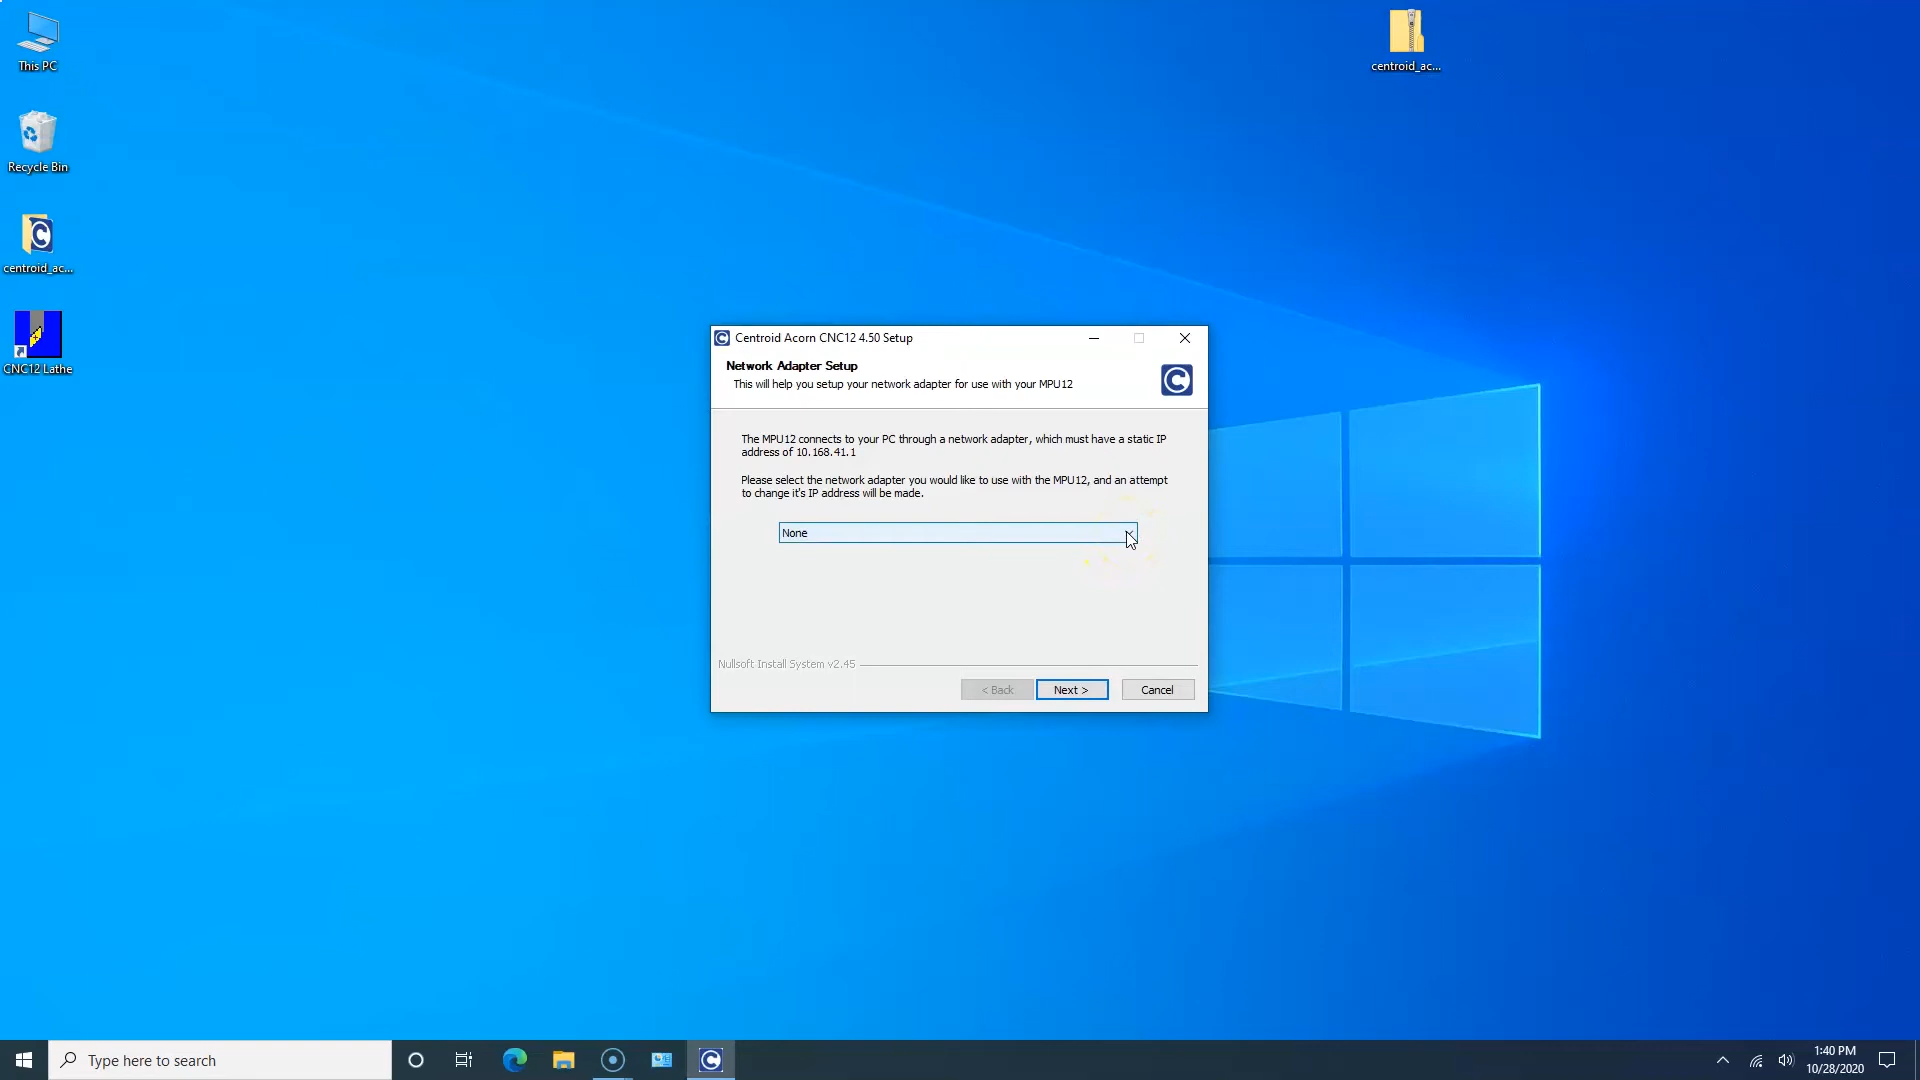 This PC
Recycle Bin
centroid_ac...
CNC12 Lathe
centroid_ac...
Centroid Acorn CNC12 4.50 Setup
Network Adapter Setup
This will help you setup your network adapter for use with your MPU12
The MPU12 connects to your PC through a network adapter, which must have a static IP
address of 10.168.41.1
Please select the network adapter you would like to use with the MPU12, and an attempt
to change it's IP address will be made.
None
Nullsoft Install System v2.45
< Back
Next >
Cancel
Type here to search
1:40 PM
10/28/2020